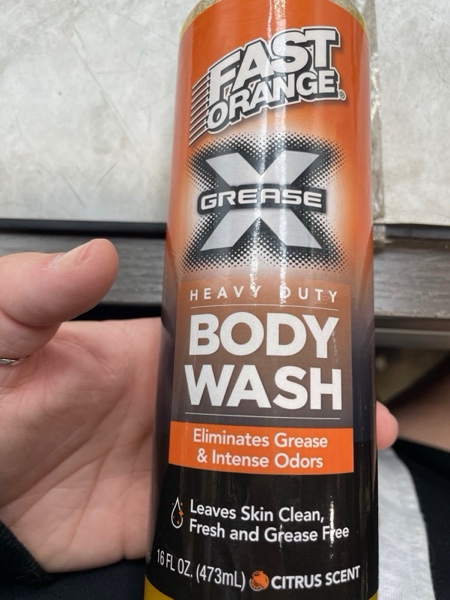 FAST
ORANGE®
X
GREASE
HEAVY DUTY
BODY
WASH
Eliminates Grease
& Intense Odors
Leaves Skin Clean,
Fresh and Grease Free
16 FL OZ. (473mL) CITRUS SCENT